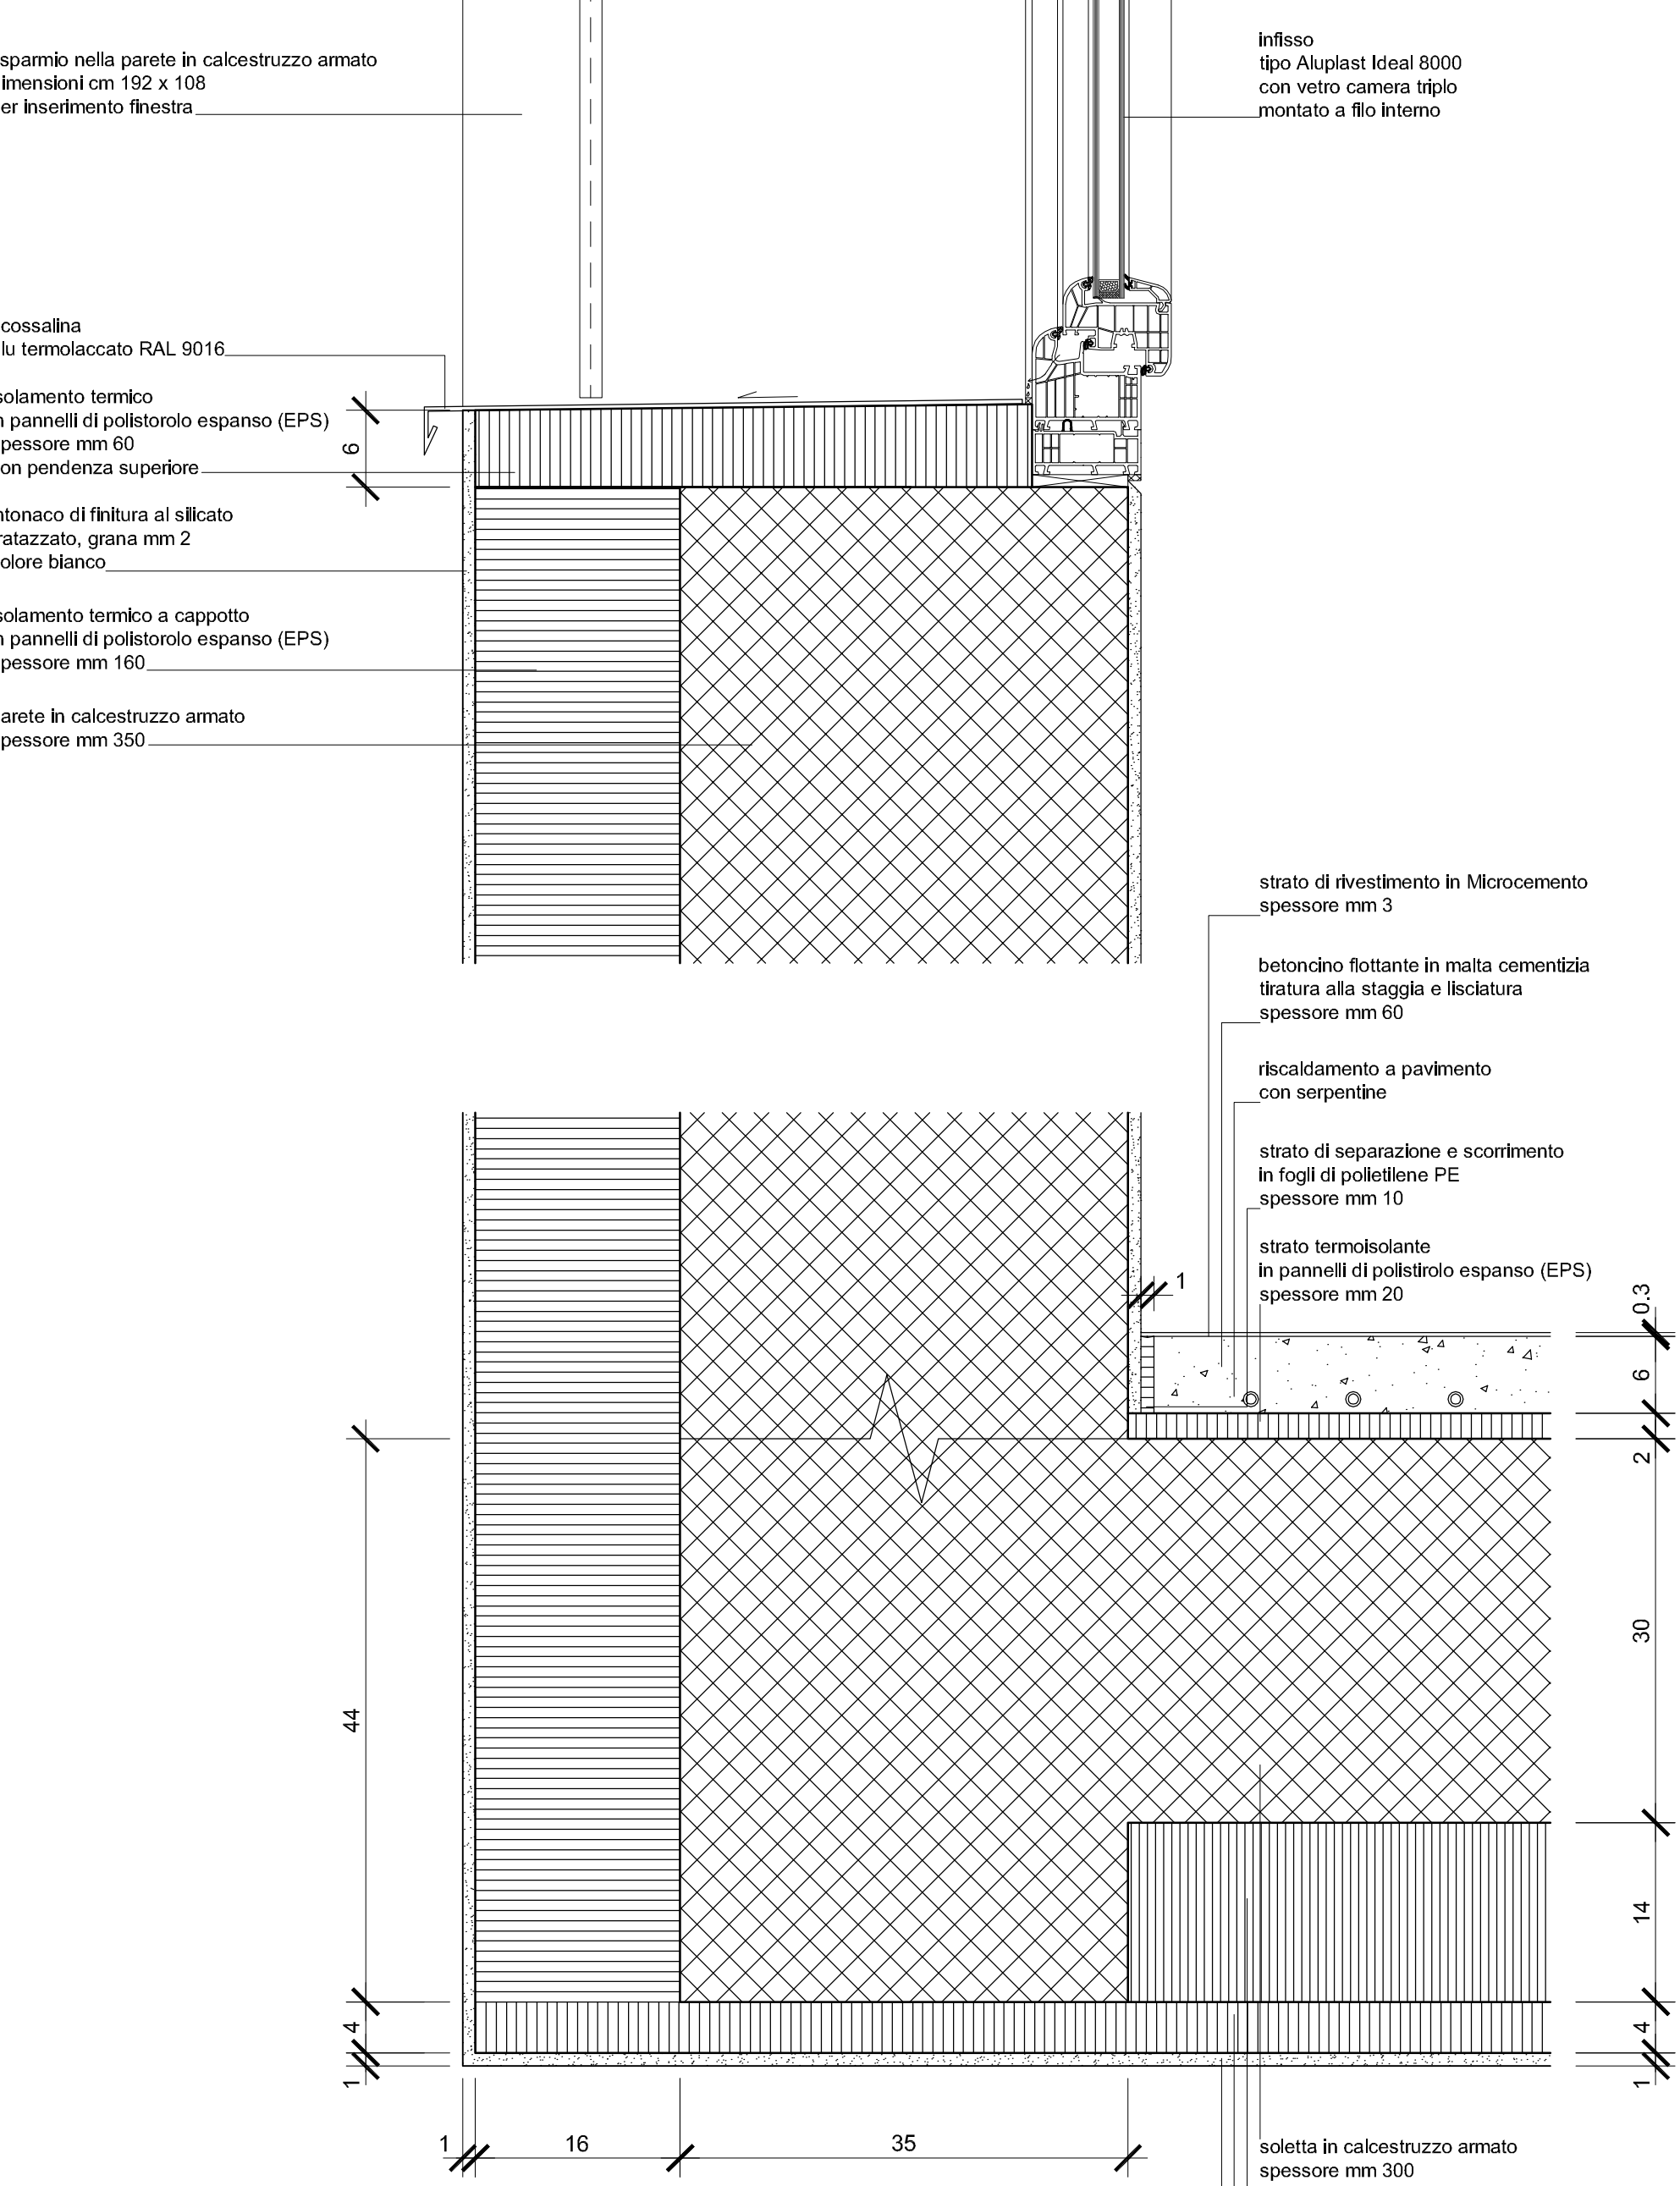 sparmio nella parete in calcestruzzo armato
imensioni cm 192 x 108
er inserimento finestra
infisso
tipo Aluplast Ideal 8000
con vetro camera triplo
montato a filo interno
cossalina
lu termolaccato RAL 9016
solamento termico
n pannelli di polistorolo espanso (EPS)
pessore mm 60
on pendenza superiore
6
ntonaco di finitura al silicato
ratazzato, grana mm 2
olore bianco
solamento termico a cappotto
n pannelli di polistorolo espanso (EPS)
pessore mm 160
arete in calcestruzzo armato
pessore mm 350
strato di rivestimento in Microcemento
spessore mm 3
betoncino flottante in malta cementizia
tiratura alla staggia e lisciatura
spessore mm 60
riscaldamento a pavimento
con serpentine
strato di separazione e scorrimento
in fogli di polietilene PE
spessore mm 10
strato termoisolante
in pannelli di polistirolo espanso (EPS)
spessore mm 20
1
0.3
6
2
30
14
4
1
44
4
1
1
16
35
soletta in calcestruzzo armato
spessore mm 300